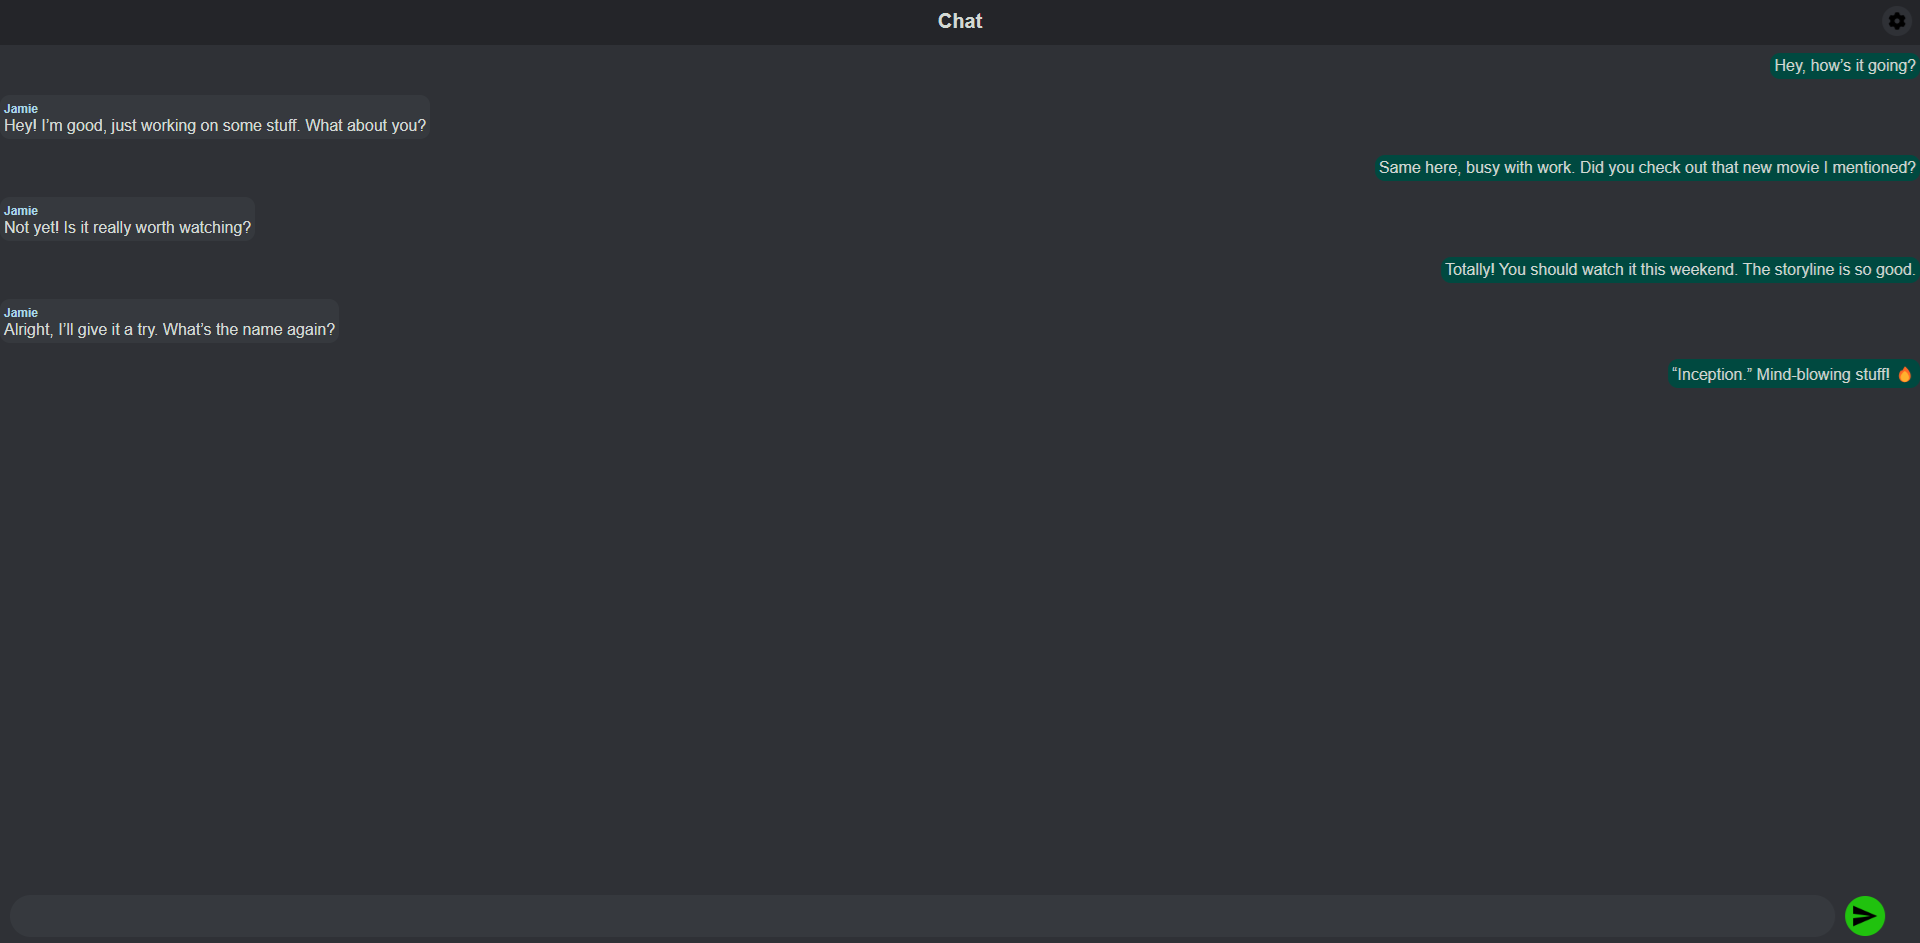 Chat
Hey, how’s it going?
Jamie
Hey! I’m good, just working on some stuff. What about you?
Same here, busy with work. Did you check out that new movie I mentioned?
Jamie
Not yet! Is it really worth watching?
Totally! You should watch it this weekend. The storyline is so good.
Jamie
Alright, I’ll give it a try. What’s the name again?
“Inception.” Mind-blowing stuff! 🔥